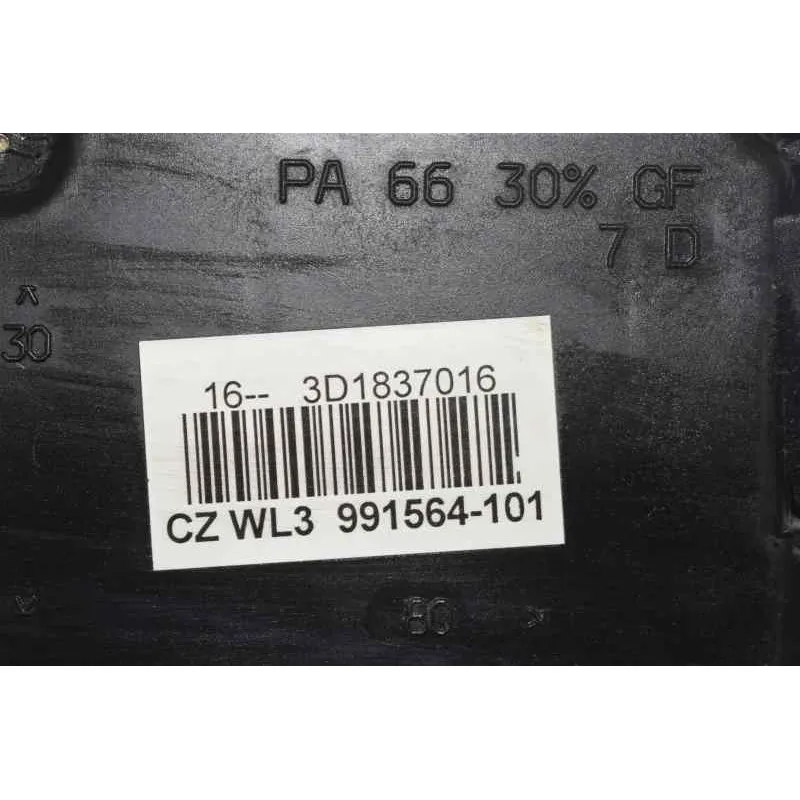 PA 66 30% GF
7 D
30
16-- 3D1837016
CZ WL3 991564-101